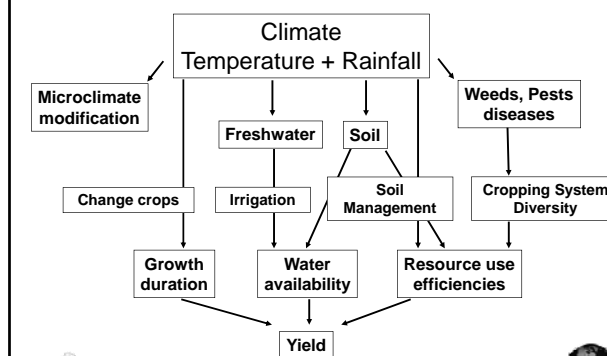 Climate
Temperature + Rainfall
Microclimate
modification
Weeds, Pests
diseases
Freshwater
Soil
Change crops
Irrigation
Soil
Management
Cropping System
Diversity
Growth
duration
Water
availability
Resource use
efficiencies
Yield